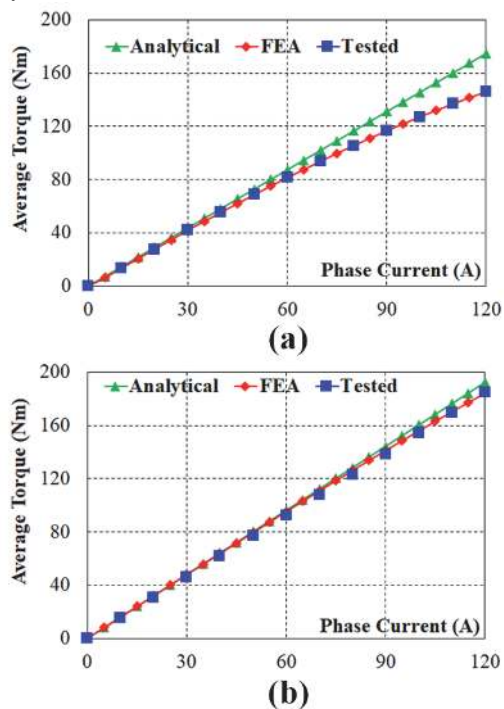 200
Analytical FEA Tested
160
120
80
40
0
Average Torque (Nm)
Phase Current (A)
0 30 60 90 120
(a)
200
Analytical FEA Tested
160
120
80
40
0
Average Torque (Nm)
Phase Current (A)
0 30 60 90 120
(b)